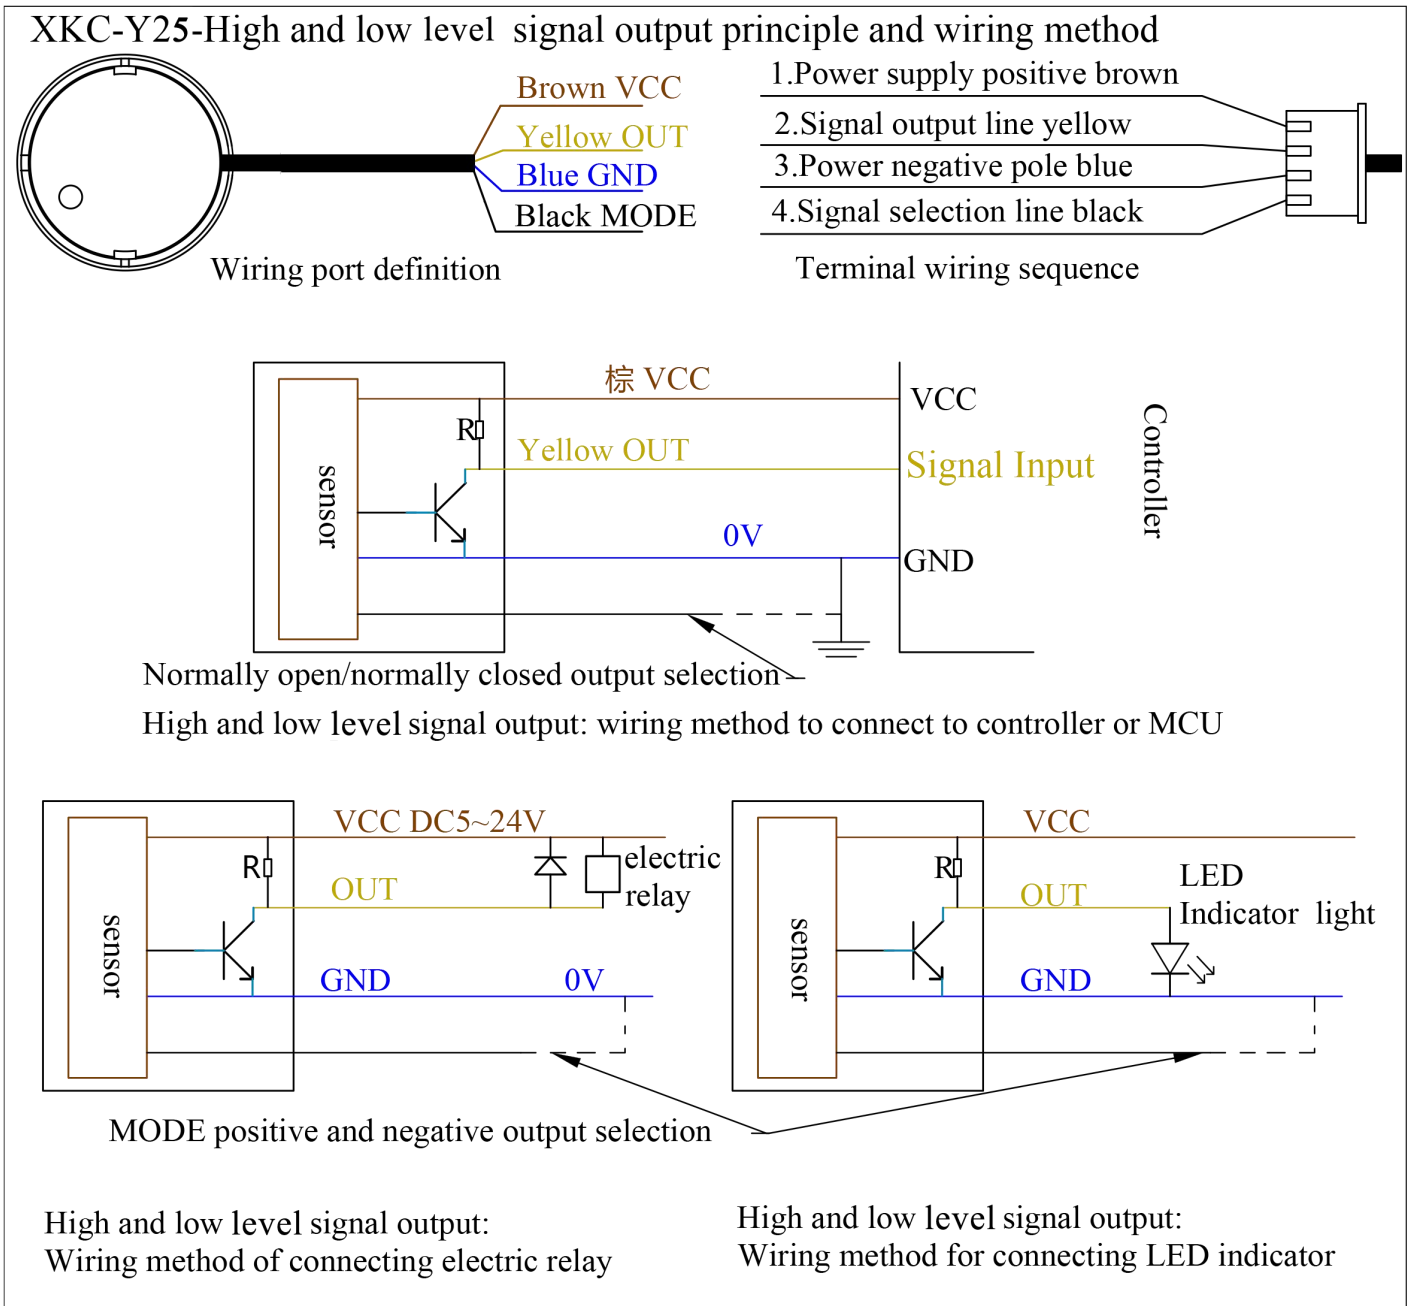 XKC-Y25-High and low level signal output principle and wiring method
Brown VCC
Yellow OUT
Blue GND
Black MODE
Wiring port definition
1.Power supply positive brown
2.Signal output line yellow
3.Power negative pole blue
4.Signal selection line black
Terminal wiring sequence
棕 VCC
VCC
R
Yellow OUT
Signal Input
sensor
Controller
0V
GND
Normally open/normally closed output selection
High and low level signal output: wiring method to connect to controller or MCU
VCC DC5~24V
R
electric
relay
OUT
sensor
GND
0V
VCC
R
LED
Indicator light
OUT
sensor
GND
MODE positive and negative output selection
High and low level signal output:
Wiring method of connecting electric relay
High and low level signal output:
Wiring method for connecting LED indicator